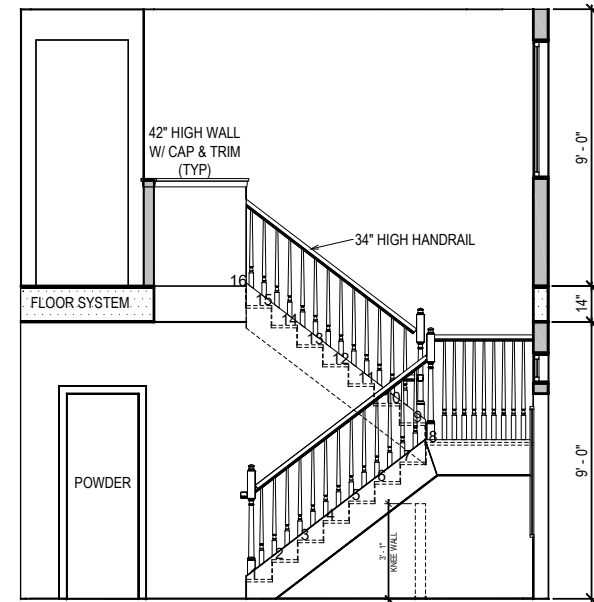 42" HIGH WALL
W/ CAP & TRIM
(TYP)
34" HIGH HANDRAIL
16
15
14
13
12
11
10
9
8
7
6
5
4
3
2
FLOOR SYSTEM
POWDER
3' - 1"
KNEE WALL
9' - 0"
14"
9' - 0"